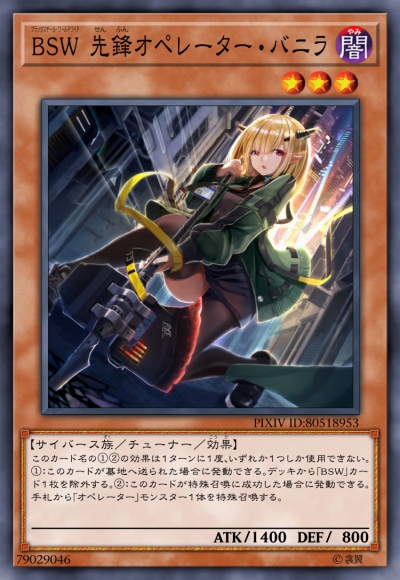 ブラックスチール・ワールドワイド せん ぷん
BSW 先鋒オペレーター・バニラ
やみ
闇
PIXIV ID:80518953
【サイバース族／チューナー／効果】
このカード名の①②の効果は1ターンに1度、いずれか1つしか使用できない。
①:このカードが墓地へ送られた場合に発動できる。デッキから「BSW」カー
ド1枚を除外する。②:このカードが特殊召喚に成功した場合に発動できる。
手札から「オペレーター」モンスター1体を特殊召喚する。
ATK/1400 DEF/ 800
79029046